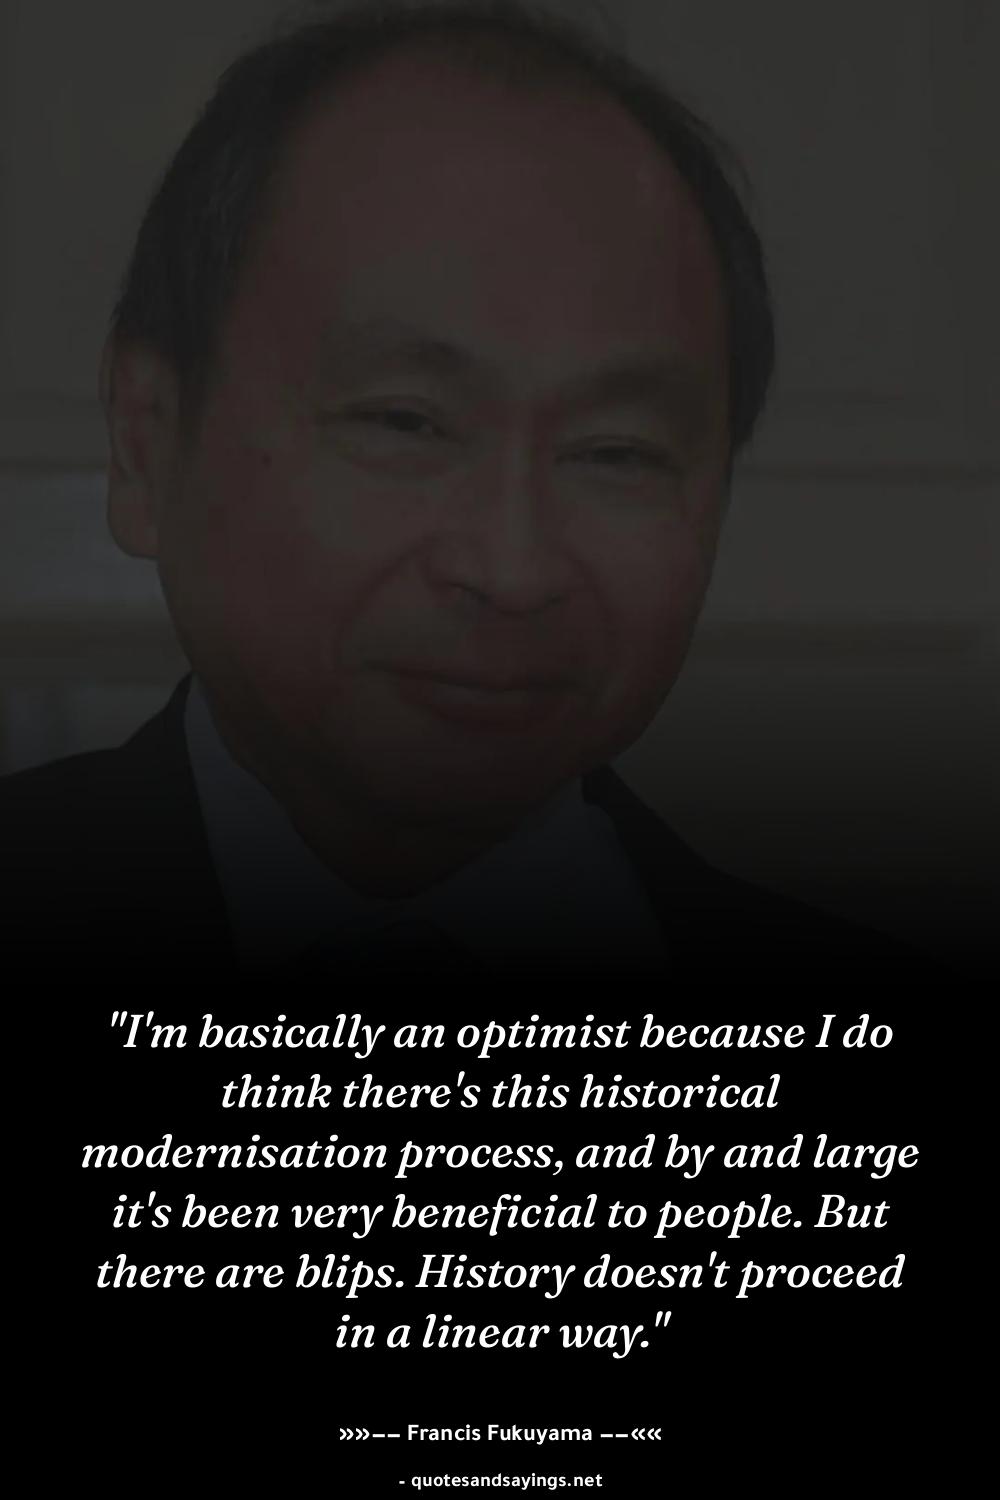 "I'm basically an optimist because I do
think there's this historical
modernisation process, and by and large
it's been very beneficial to people. But
there are blips. History doesn't proceed
in a linear way."
»»−− Francis Fukuyama −−««
- quotesandsayings.net